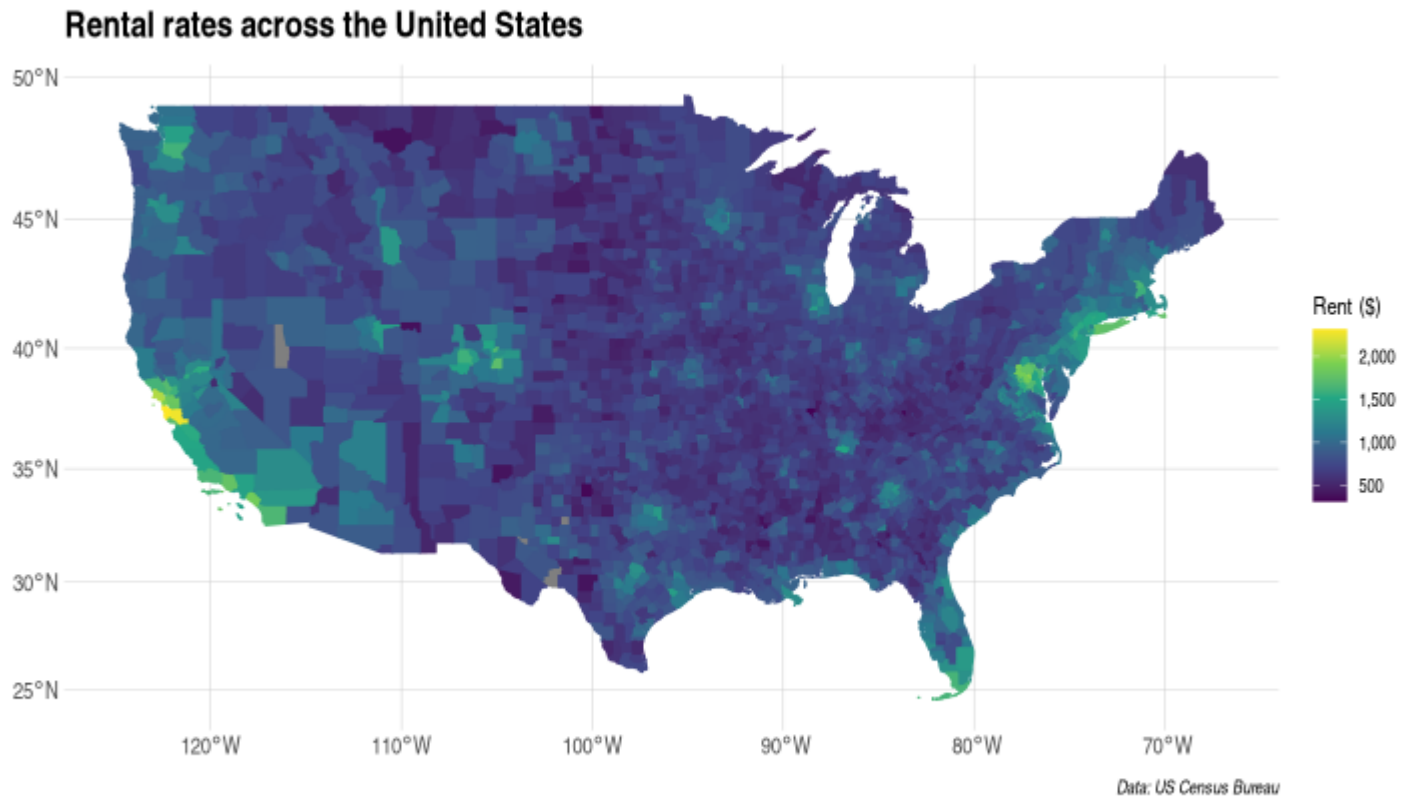 Rental rates across the United States
50°N
45°N
40°N
35°N
30°N
25°N
120°W 110°W 100°W 90°W 80°W 70°W
Rent ($)
2,000
1,500
1,000
500
Data: US Census Bureau